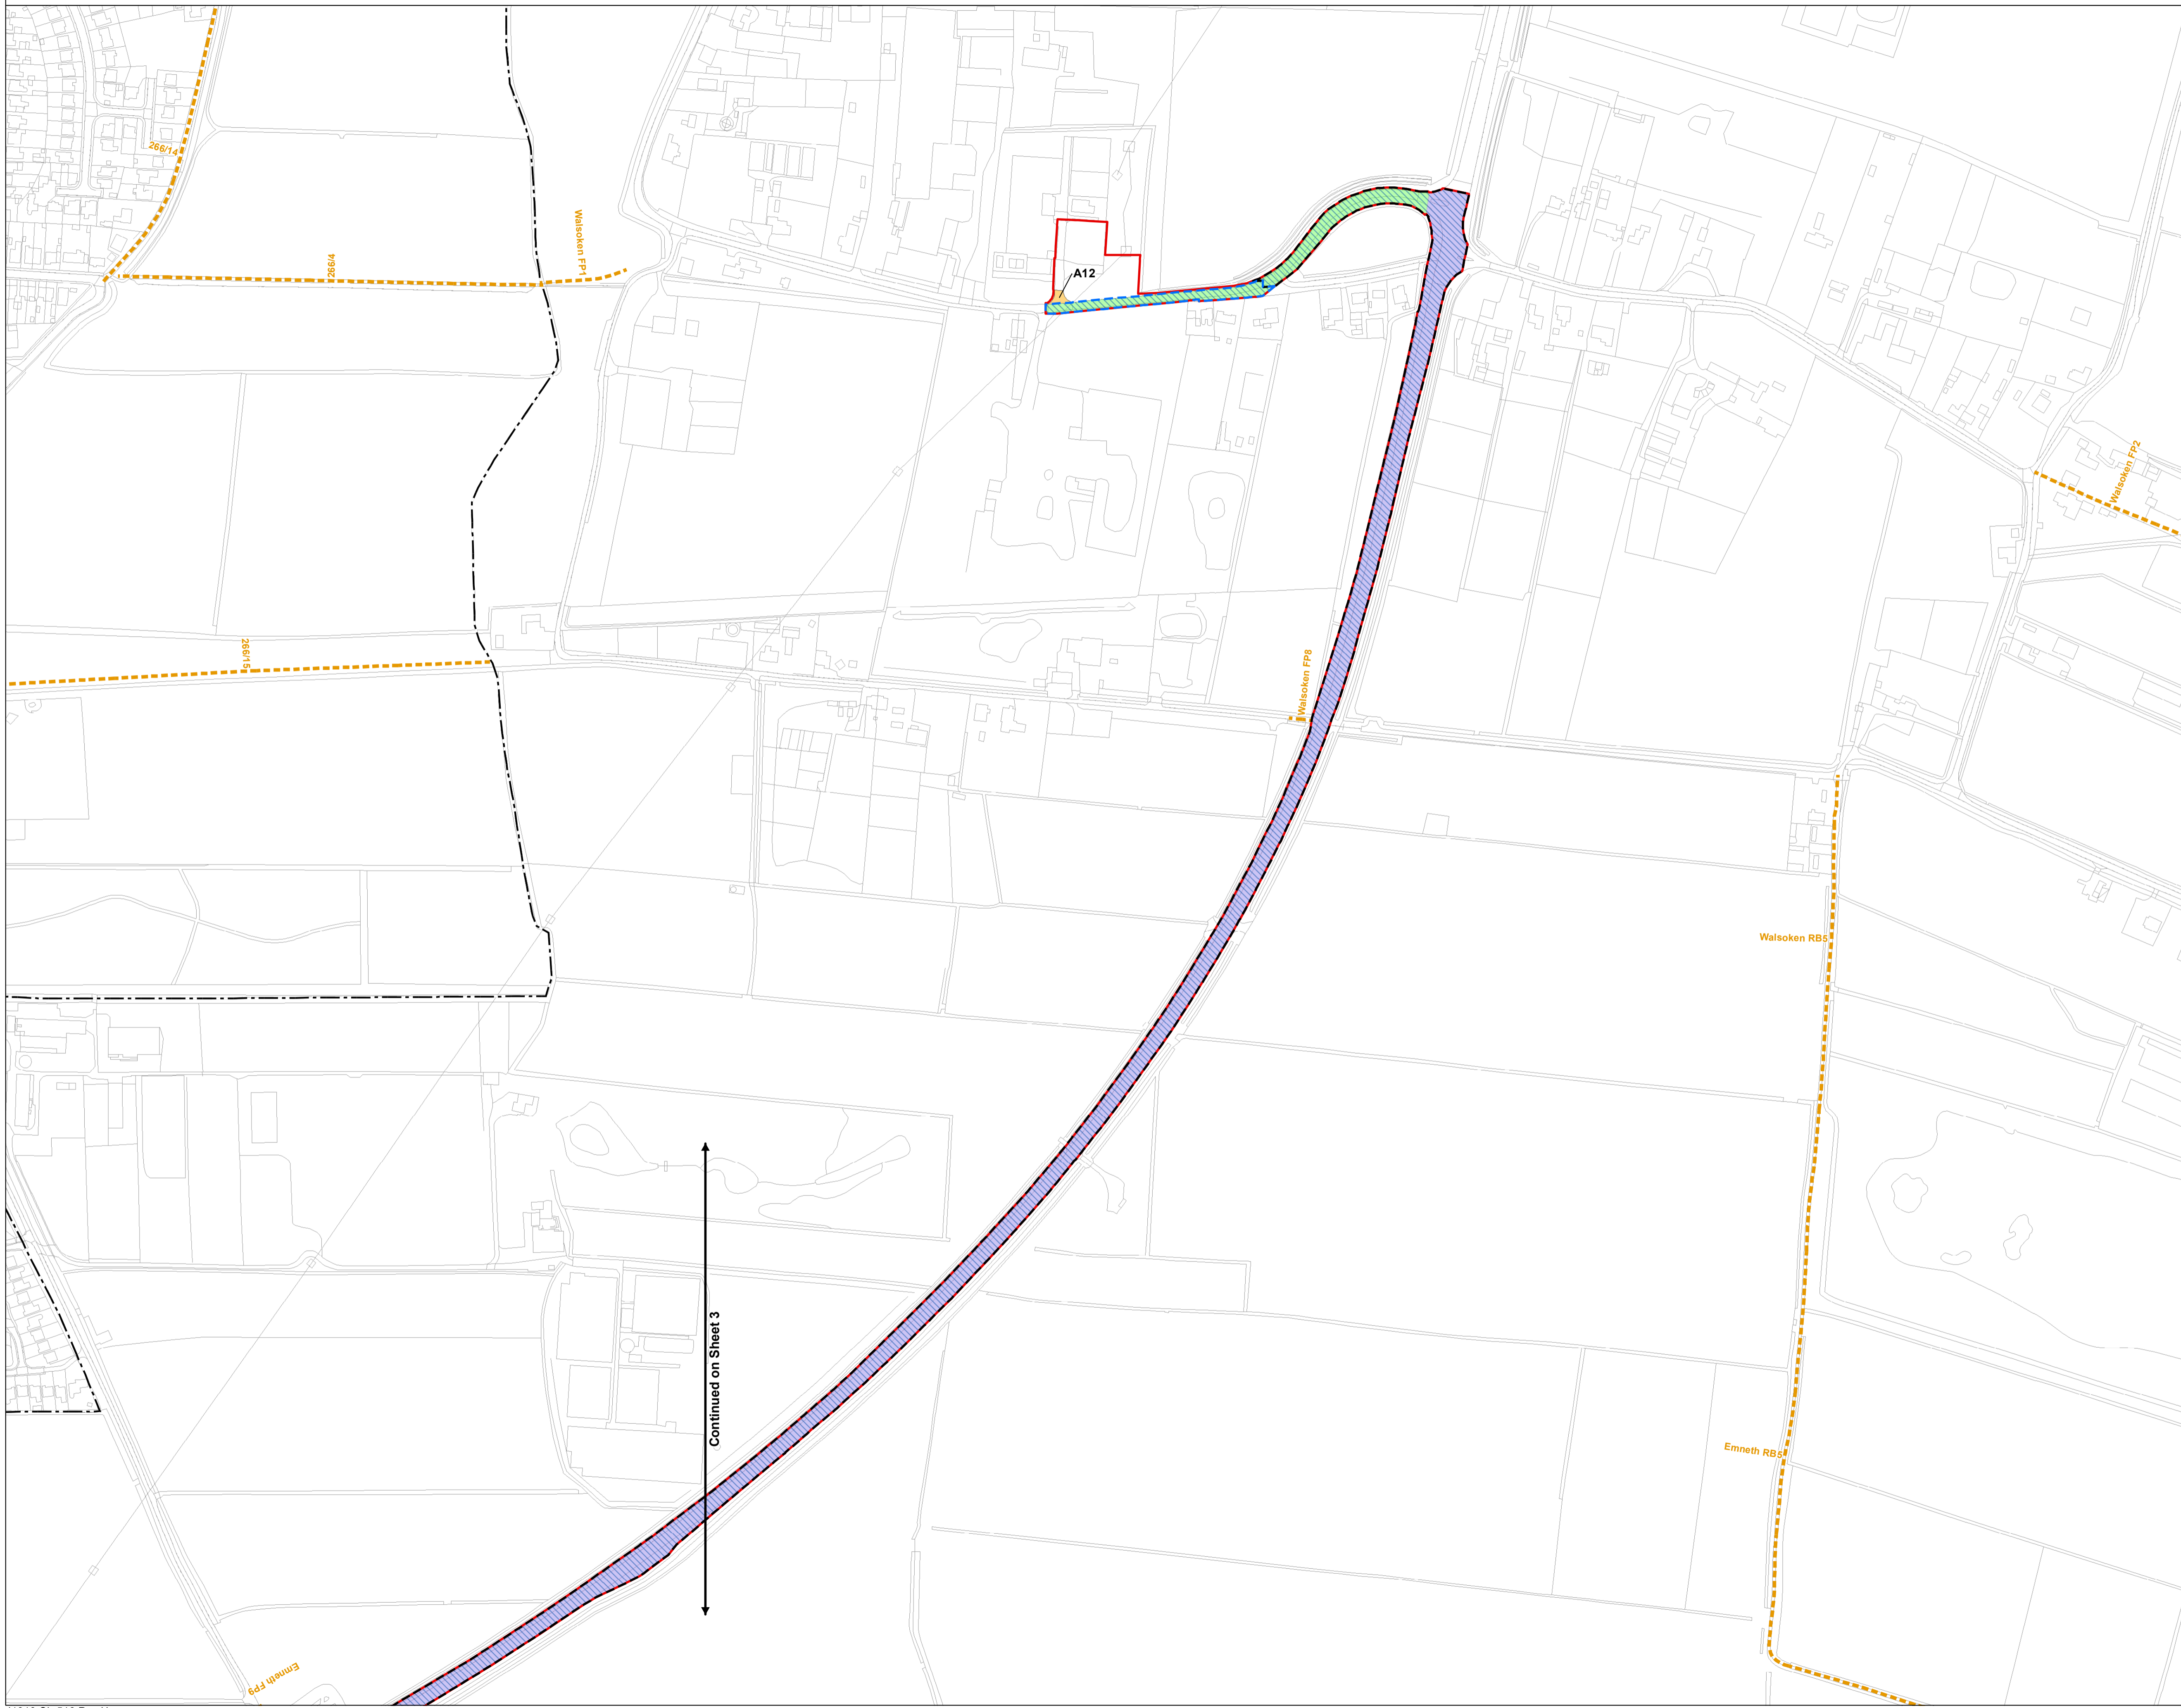 266/14
Walsoken FP1
266/4
A12
Walsoken FP2
266/15
Walsoken FP8
Walsoken RB5
Continued on Sheet 3
Emneth RB5
Emneth FP9